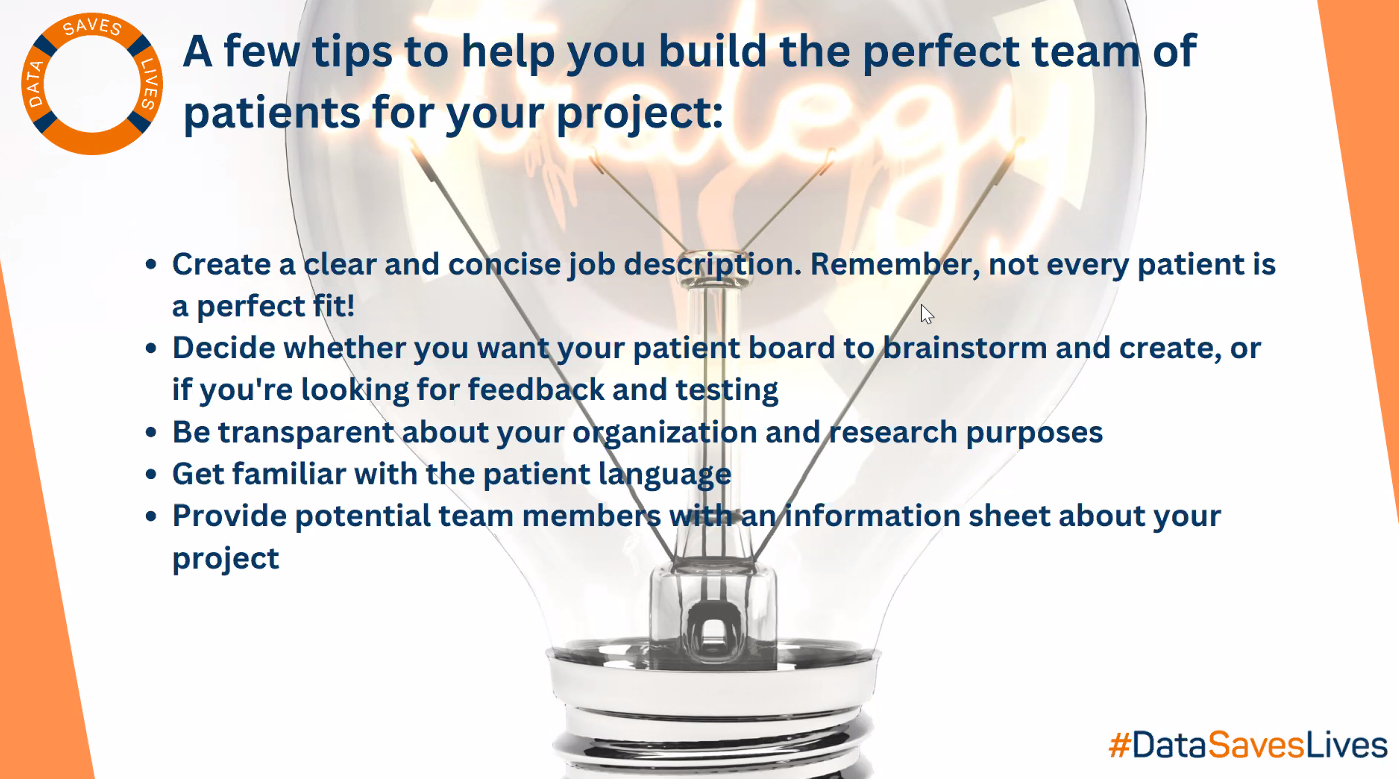 DATA SAVES LIVES
A few tips to help you build the perfect team of
patients for your project:
strategy
• Create a clear and concise job description. Remember, not every patient is
a perfect fit!
• Decide whether you want your patient board to brainstorm and create, or
if you're looking for feedback and testing
• Be transparent about your organization and research purposes
• Get familiar with the patient language
• Provide potential team members with an information sheet about your
project
#DataSavesLives